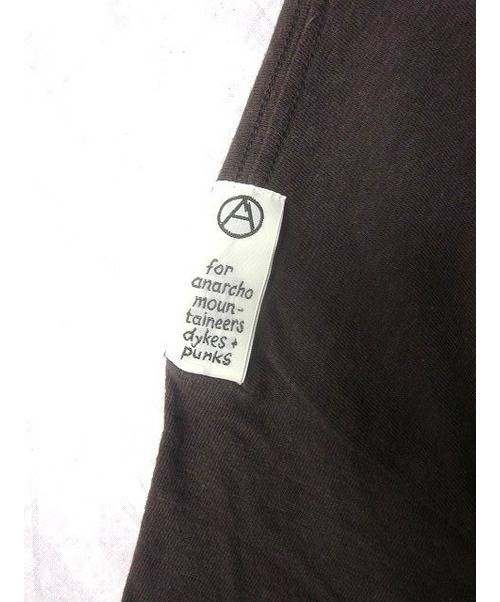 A
for
anarcho
moun-
taineers
dykes +
punks